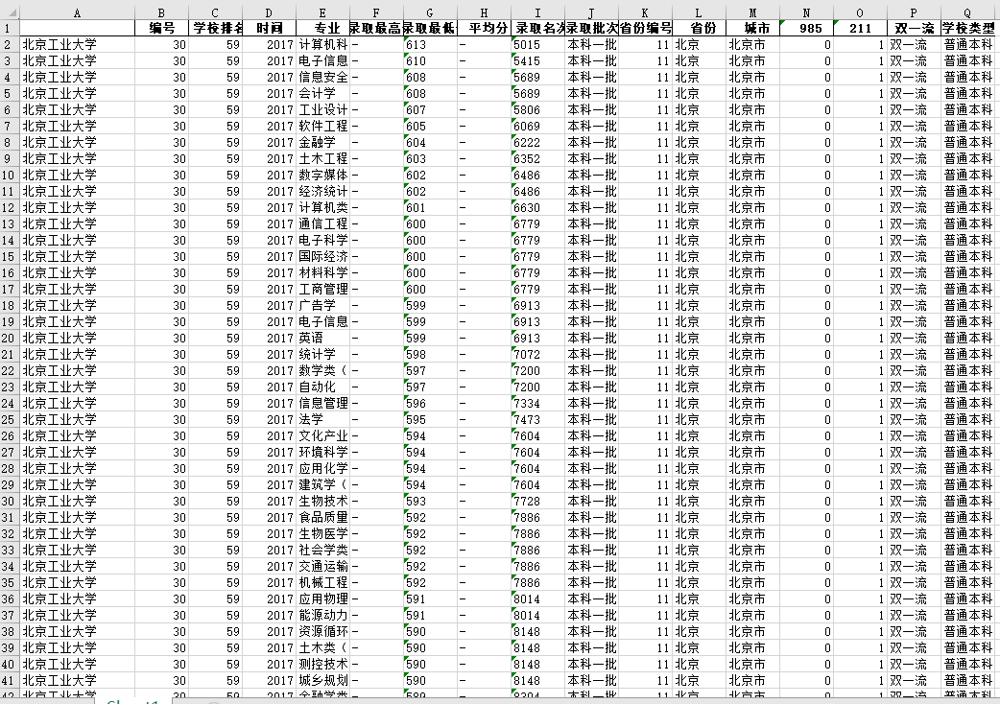 A B C D E F G H I J K L M N O P Q
1 编号 学校排名 时间 专业 录取最高 录取最低 平均分 录取名次 录取批次 省份编号 省份 城市 985 211 双一流 学校类型
2 北京工业大学 30 59 2017 计算机科 - 613 - 5015 本科一批 11 北京 北京市 0 1 双一流 普通本科
3 北京工业大学 30 59 2017 电子信息 - 610 - 5415 本科一批 11 北京 北京市 0 1 双一流 普通本科
4 北京工业大学 30 59 2017 信息安全 - 608 - 5689 本科一批 11 北京 北京市 0 1 双一流 普通本科
5 北京工业大学 30 59 2017 会计学 - 608 - 5689 本科一批 11 北京 北京市 0 1 双一流 普通本科
6 北京工业大学 30 59 2017 工业设计 - 607 - 5806 本科一批 11 北京 北京市 0 1 双一流 普通本科
7 北京工业大学 30 59 2017 软件工程 - 605 - 6069 本科一批 11 北京 北京市 0 1 双一流 普通本科
8 北京工业大学 30 59 2017 金融学 - 604 - 6222 本科一批 11 北京 北京市 0 1 双一流 普通本科
9 北京工业大学 30 59 2017 土木工程 - 603 - 6352 本科一批 11 北京 北京市 0 1 双一流 普通本科
10 北京工业大学 30 59 2017 数字媒体 - 602 - 6486 本科一批 11 北京 北京市 0 1 双一流 普通本科
11 北京工业大学 30 59 2017 经济统计 - 602 - 6486 本科一批 11 北京 北京市 0 1 双一流 普通本科
12 北京工业大学 30 59 2017 计算机类 - 601 - 6630 本科一批 11 北京 北京市 0 1 双一流 普通本科
13 北京工业大学 30 59 2017 通信工程 - 600 - 6779 本科一批 11 北京 北京市 0 1 双一流 普通本科
14 北京工业大学 30 59 2017 电子科学 - 600 - 6779 本科一批 11 北京 北京市 0 1 双一流 普通本科
15 北京工业大学 30 59 2017 国际经济 - 600 - 6779 本科一批 11 北京 北京市 0 1 双一流 普通本科
16 北京工业大学 30 59 2017 材料科学 - 600 - 6779 本科一批 11 北京 北京市 0 1 双一流 普通本科
17 北京工业大学 30 59 2017 工商管理 - 600 - 6779 本科一批 11 北京 北京市 0 1 双一流 普通本科
18 北京工业大学 30 59 2017 广告学 - 599 - 6913 本科一批 11 北京 北京市 0 1 双一流 普通本科
19 北京工业大学 30 59 2017 电子信息 - 599 - 6913 本科一批 11 北京 北京市 0 1 双一流 普通本科
20 北京工业大学 30 59 2017 英语 - 599 - 6913 本科一批 11 北京 北京市 0 1 双一流 普通本科
21 北京工业大学 30 59 2017 统计学 - 598 - 7072 本科一批 11 北京 北京市 0 1 双一流 普通本科
22 北京工业大学 30 59 2017 数学类（ - 597 - 7200 本科一批 11 北京 北京市 0 1 双一流 普通本科
23 北京工业大学 30 59 2017 自动化 - 597 - 7200 本科一批 11 北京 北京市 0 1 双一流 普通本科
24 北京工业大学 30 59 2017 信息管理 - 596 - 7334 本科一批 11 北京 北京市 0 1 双一流 普通本科
25 北京工业大学 30 59 2017 法学 - 595 - 7473 本科一批 11 北京 北京市 0 1 双一流 普通本科
26 北京工业大学 30 59 2017 文化产业 - 594 - 7604 本科一批 11 北京 北京市 0 1 双一流 普通本科
27 北京工业大学 30 59 2017 环境科学 - 594 - 7604 本科一批 11 北京 北京市 0 1 双一流 普通本科
28 北京工业大学 30 59 2017 应用化学 - 594 - 7604 本科一批 11 北京 北京市 0 1 双一流 普通本科
29 北京工业大学 30 59 2017 建筑学（ - 594 - 7604 本科一批 11 北京 北京市 0 1 双一流 普通本科
30 北京工业大学 30 59 2017 生物技术 - 593 - 7728 本科一批 11 北京 北京市 0 1 双一流 普通本科
31 北京工业大学 30 59 2017 食品质量 - 592 - 7886 本科一批 11 北京 北京市 0 1 双一流 普通本科
32 北京工业大学 30 59 2017 生物医学 - 592 - 7886 本科一批 11 北京 北京市 0 1 双一流 普通本科
33 北京工业大学 30 59 2017 社会学类 - 592 - 7886 本科一批 11 北京 北京市 0 1 双一流 普通本科
34 北京工业大学 30 59 2017 交通运输 - 592 - 7886 本科一批 11 北京 北京市 0 1 双一流 普通本科
35 北京工业大学 30 59 2017 机械工程 - 592 - 7886 本科一批 11 北京 北京市 0 1 双一流 普通本科
36 北京工业大学 30 59 2017 应用物理 - 591 - 8014 本科一批 11 北京 北京市 0 1 双一流 普通本科
37 北京工业大学 30 59 2017 能源动力 - 591 - 8014 本科一批 11 北京 北京市 0 1 双一流 普通本科
38 北京工业大学 30 59 2017 资源循环 - 590 - 8148 本科一批 11 北京 北京市 0 1 双一流 普通本科
39 北京工业大学 30 59 2017 土木类（ - 590 - 8148 本科一批 11 北京 北京市 0 1 双一流 普通本科
40 北京工业大学 30 59 2017 测控技术 - 590 - 8148 本科一批 11 北京 北京市 0 1 双一流 普通本科
41 北京工业大学 30 59 2017 城乡规划 - 590 - 8148 本科一批 11 北京 北京市 0 1 双一流 普通本科
42 北京工业大学 30 59 2017 金融学类 - 589 - 8304 本科一批 11 北京 北京市 0 1 双一流 普通本科
Sheet1